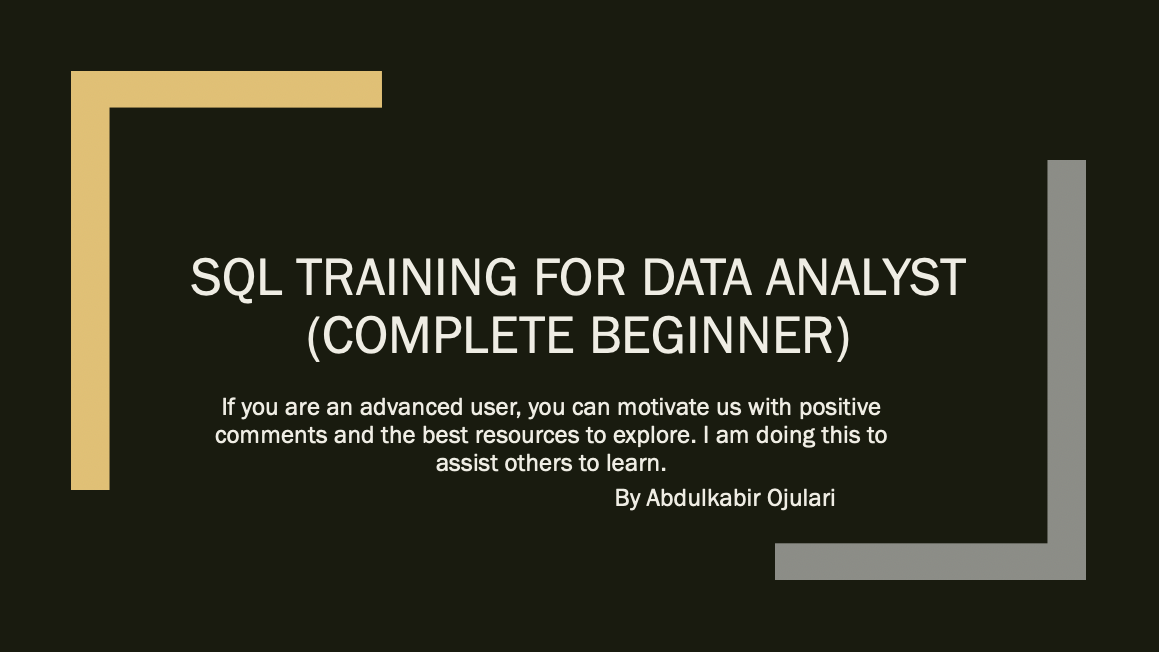 SQL TRAINING FOR DATA ANALYST
(COMPLETE BEGINNER)
If you are an advanced user, you can motivate us with positive
comments and the best resources to explore. I am doing this to
assist others to learn.
By Abdulkabir Ojulari